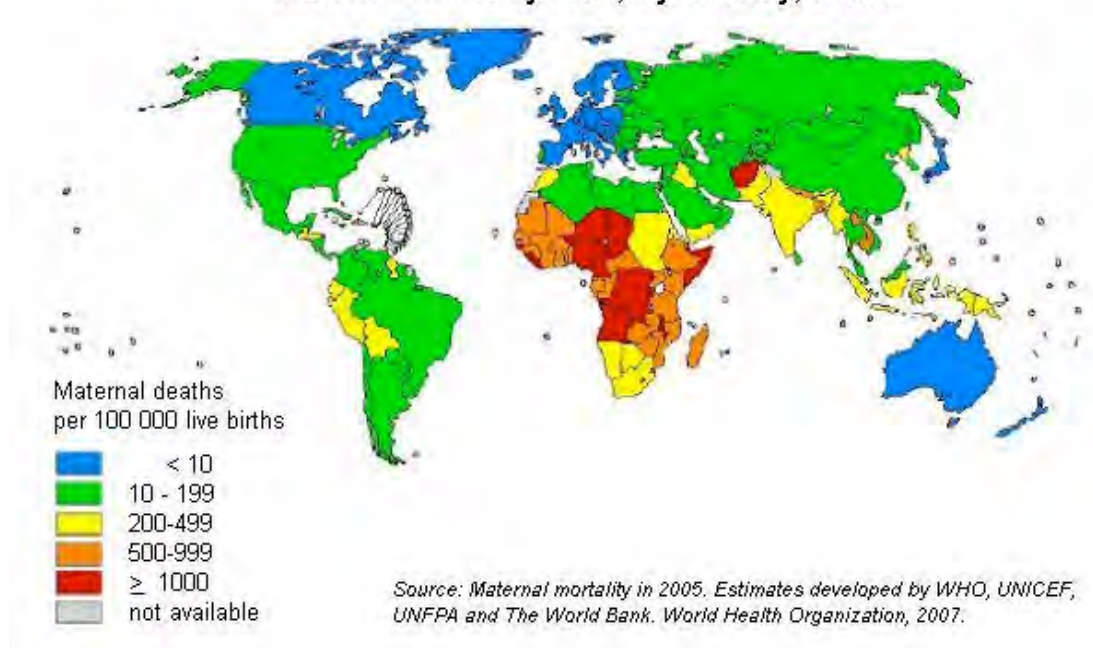 Maternal deaths
per 100 000 live births
< 10
10 - 199
200-499
500-999
≥ 1000
not available
Source: Maternal mortality in 2005. Estimates developed by WHO, UNICEF,
UNFPA and The World Bank. World Health Organization, 2007.